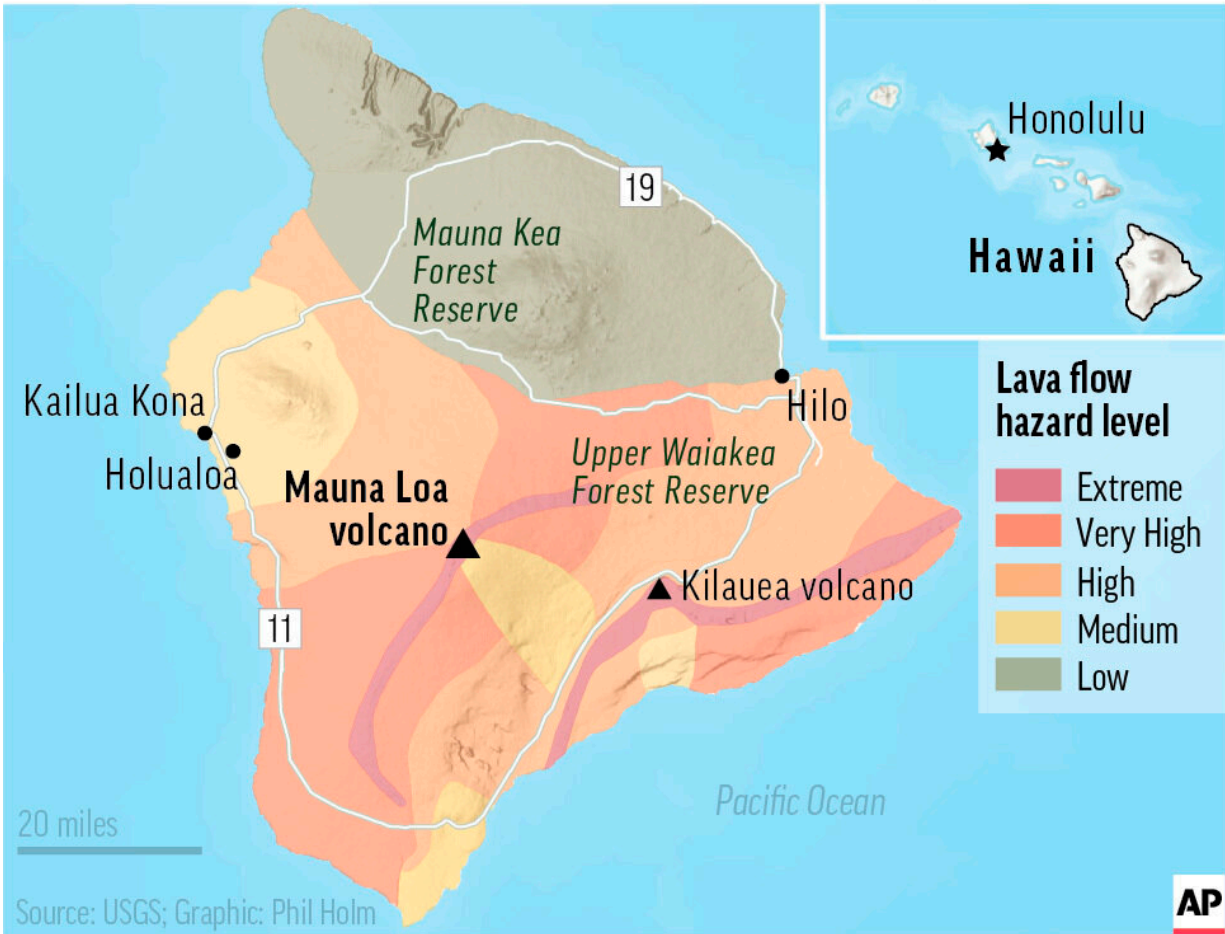 Honolulu
Hawaii
19
Mauna Kea
Forest
Reserve
Lava flow
hazard level
Extreme
Very High
High
Medium
Low
Kailua Kona
Holualoa
Hilo
Upper Waiakea
Forest Reserve
Mauna Loa
volcano
Kilauea volcano
11
Pacific Ocean
20 miles
Source: USGS; Graphic: Phil Holm
AP